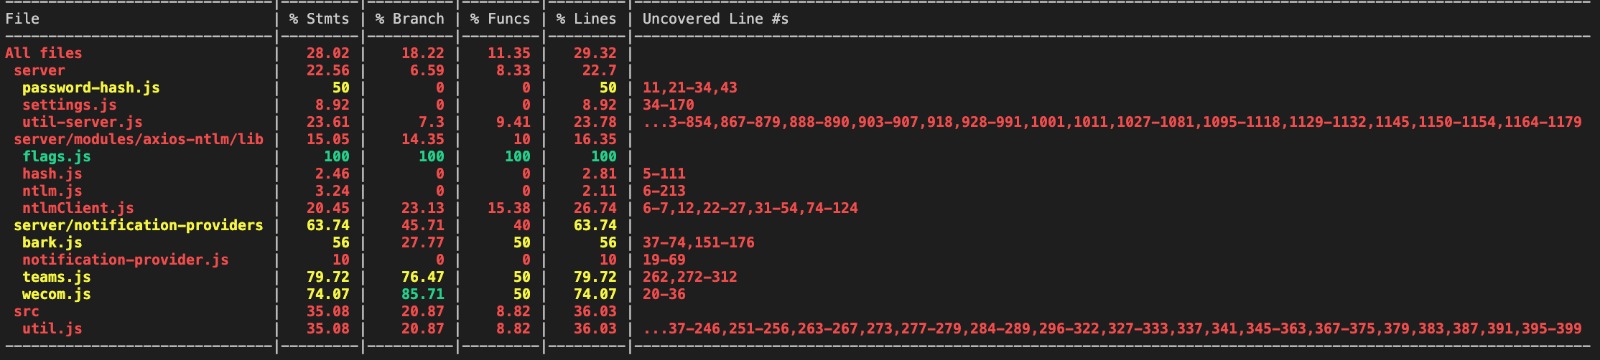 File | % Stmts | % Branch | % Funcs | % Lines | Uncovered Line #s
All files | 28.02 | 18.22 | 11.35 | 29.32 |
server | 22.56 | 6.59 | 8.33 | 22.7 |
password-hash.js | 50 | 0 | 0 | 50 | 11,21-34,43
settings.js | 8.92 | 0 | 0 | 8.92 | 34-170
util-server.js | 23.61 | 7.3 | 9.41 | 23.78 | ...3-854,867-879,888-890,903-907,918,928-991,1001,1011,1027-1081,1095-1118,1129-1132,1145,1150-1154,1164-1179
server/modules/axios-ntlm/lib | 15.05 | 14.35 | 10 | 16.35 |
flags.js | 100 | 100 | 100 | 100 |
hash.js | 2.46 | 0 | 0 | 2.81 | 5-111
ntlm.js | 3.24 | 0 | 0 | 2.11 | 6-213
ntlmClient.js | 20.45 | 23.13 | 15.38 | 26.74 | 6-7,12,22-27,31-54,74-124
server/notification-providers | 63.74 | 45.71 | 40 | 63.74 |
bark.js | 56 | 27.77 | 50 | 56 | 37-74,151-176
notification-provider.js | 10 | 0 | 0 | 10 | 19-69
teams.js | 79.72 | 76.47 | 50 | 79.72 | 262,272-312
wecom.js | 74.07 | 85.71 | 50 | 74.07 | 20-36
src | 35.08 | 20.87 | 8.82 | 36.03 |
util.js | 35.08 | 20.87 | 8.82 | 36.03 | ...37-246,251-256,263-267,273,277-279,284-289,296-322,327-333,337,341,345-363,367-375,379,383,387,391,395-399